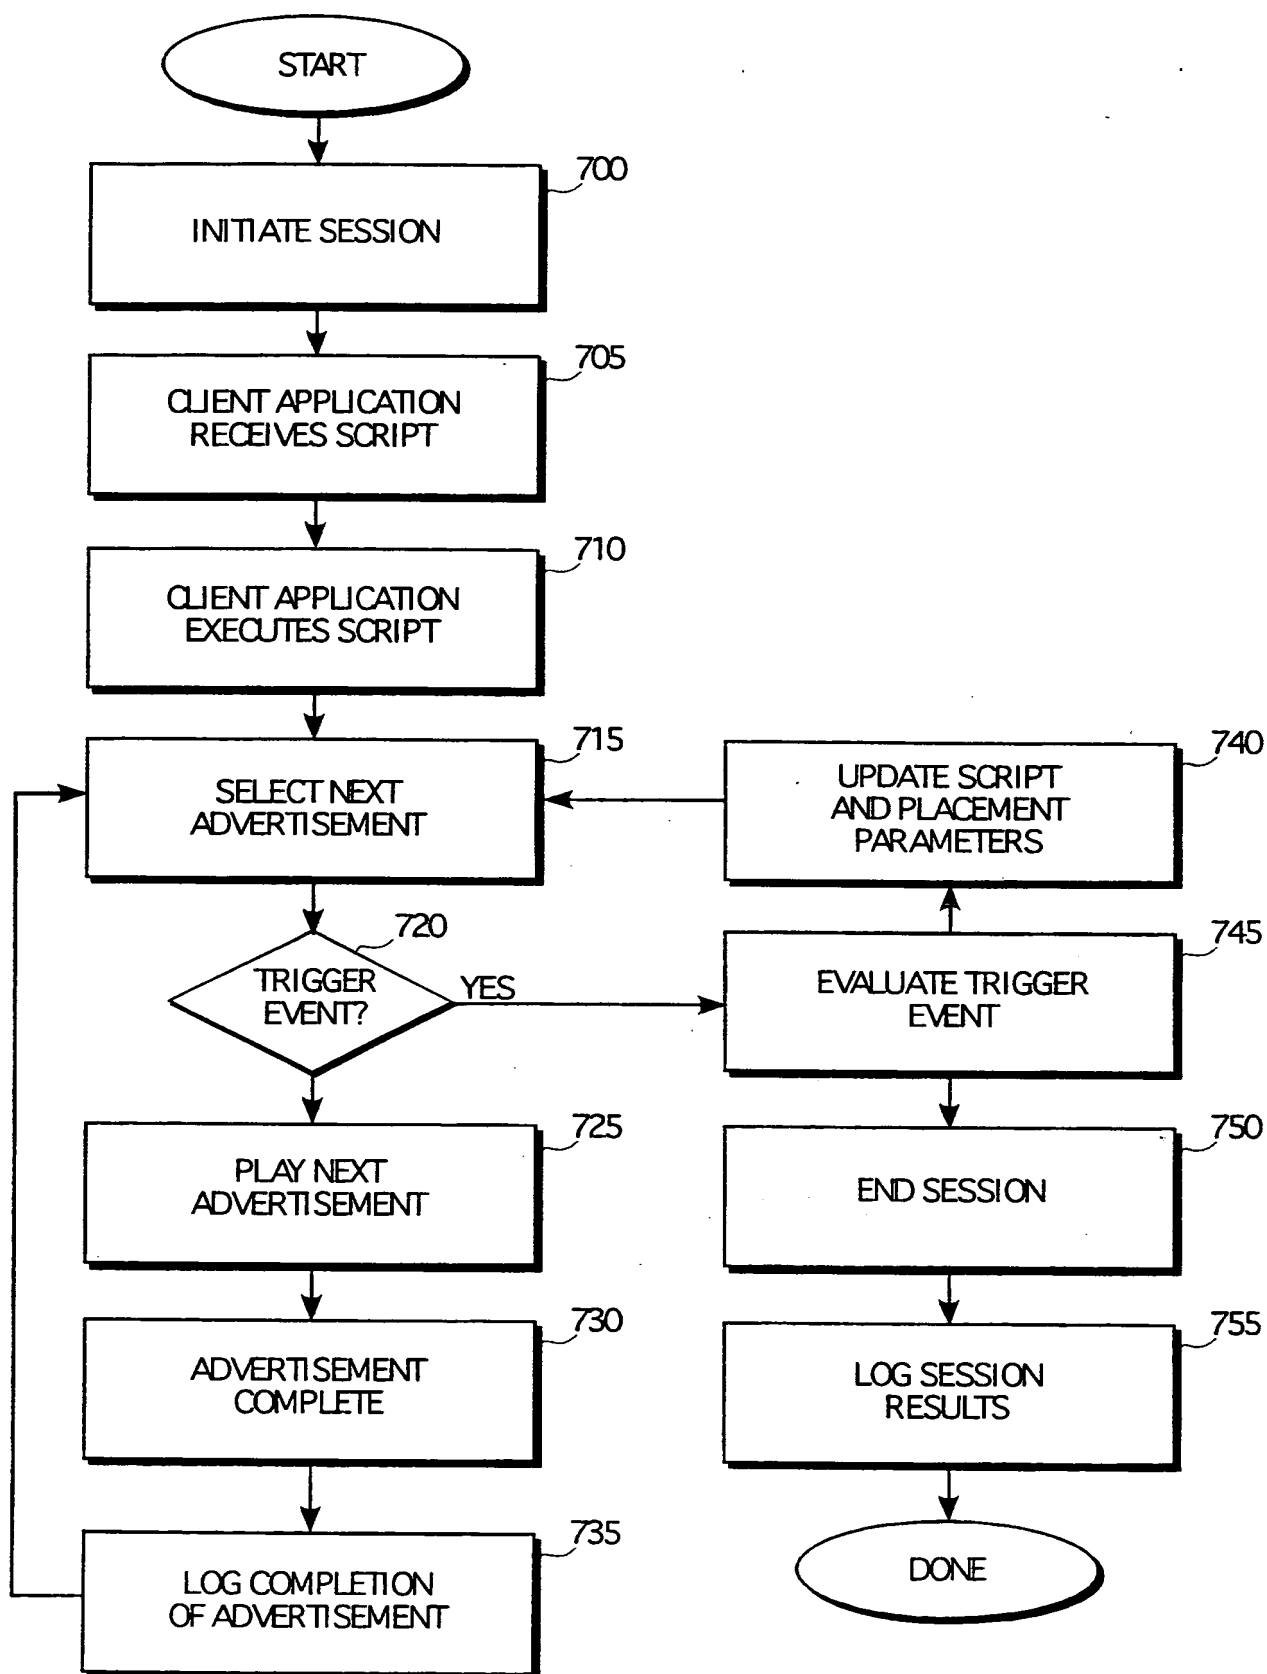 START
700
INITIATE SESSION
705
CLIENT APPLICATION
RECEIVES SCRIPT
710
CLIENT APPLICATION
EXECUTES SCRIPT
715
SELECT NEXT
ADVERTISEMENT
740
UPDATE SCRIPT
AND PLACEMENT
PARAMETERS
720
TRIGGER
EVENT?
YES
745
EVALUATE TRIGGER
EVENT
725
PLAY NEXT
ADVERTISEMENT
750
END SESSION
730
ADVERTISEMENT
COMPLETE
755
LOG SESSION
RESULTS
735
LOG COMPLETION
OF ADVERTISEMENT
DONE